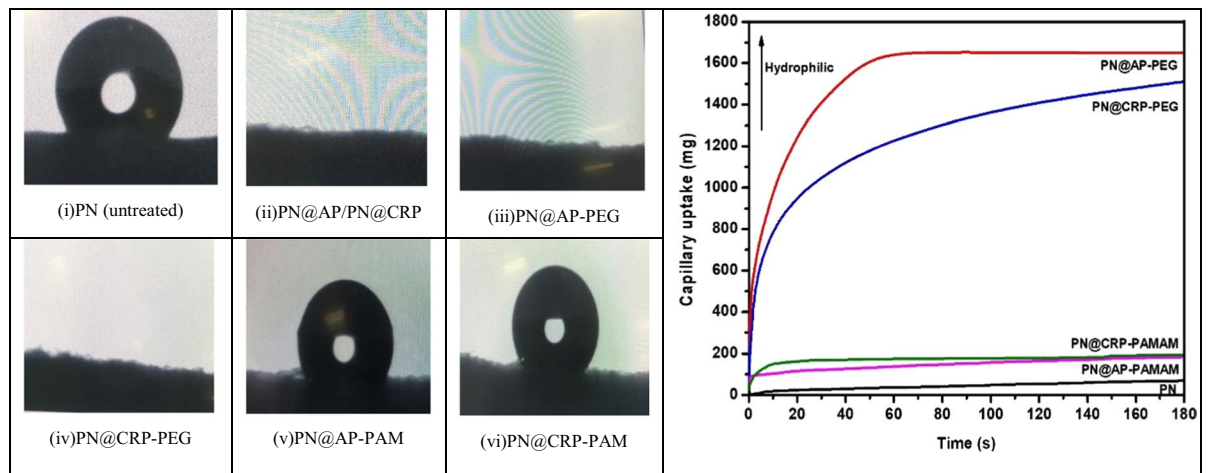 (i)PN (untreated)
(ii)PN@AP/PN@CRP
(iii)PN@AP-PEG
(iv)PN@CRP-PEG
(v)PN@AP-PAM
(vi)PN@CRP-PAM
1800
1600
1400
1200
1000
800
600
400
200
0
Capillary uptake (mg)
Hydrophilic
PN@AP-PEG
PN@CRP-PEG
PN@CRP-PAMAM
PN@AP-PAMAM
PN
0 20 40 60 80 100 120 140 160 180
Time (s)